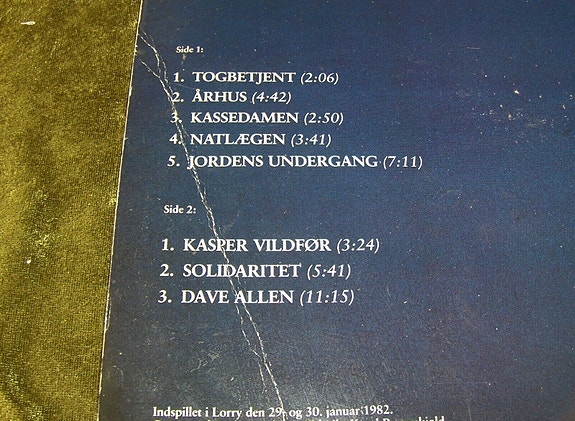 Side 1:
1. TOGBETJENT (2:06)
2. ÅRHUS (4:42)
3. KASSEDAMEN (2:50)
4. NATLÆGEN (3:41)
5. JORDENS UNDERGANG (7:11)
Side 2:
1. KASPER VILDFØR (3:24)
2. SOLIDARITET (5:41)
3. DAVE ALLEN (11:15)
Indspillet i Lorry den 29. og 30. januar 1982.